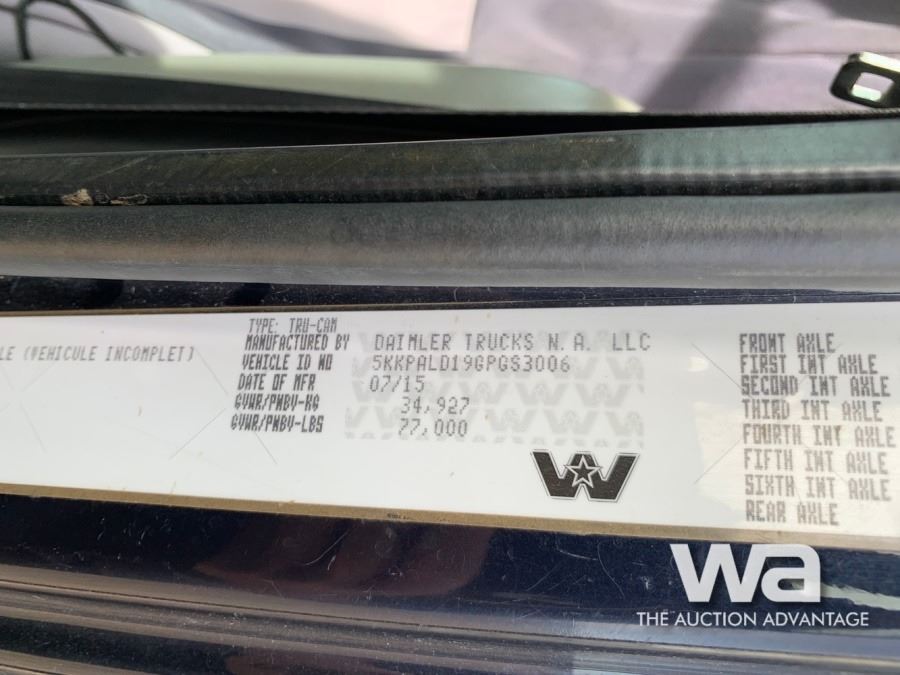 LE (VEHICULE INCOMPLET)
TYPE: TRU-CAM
MANUFACTURED BY DAIMLER TRUCKS N.A. LLC
VEHICLE ID NO 5KKPALD19GPGS3006
DATE OF MFR 07/15
GVWR/PNBV-KG 34,927
GVWR/PNBV-LBS 77,000
FRONT AXLE
FIRST INT AXLE
SECOND INT AXLE
THIRD INT AXLE
FOURTH INT AXLE
FIFTH INT AXLE
SIXTH INT AXLE
REAR AXLE
W
wa
THE AUCTION ADVANTAGE